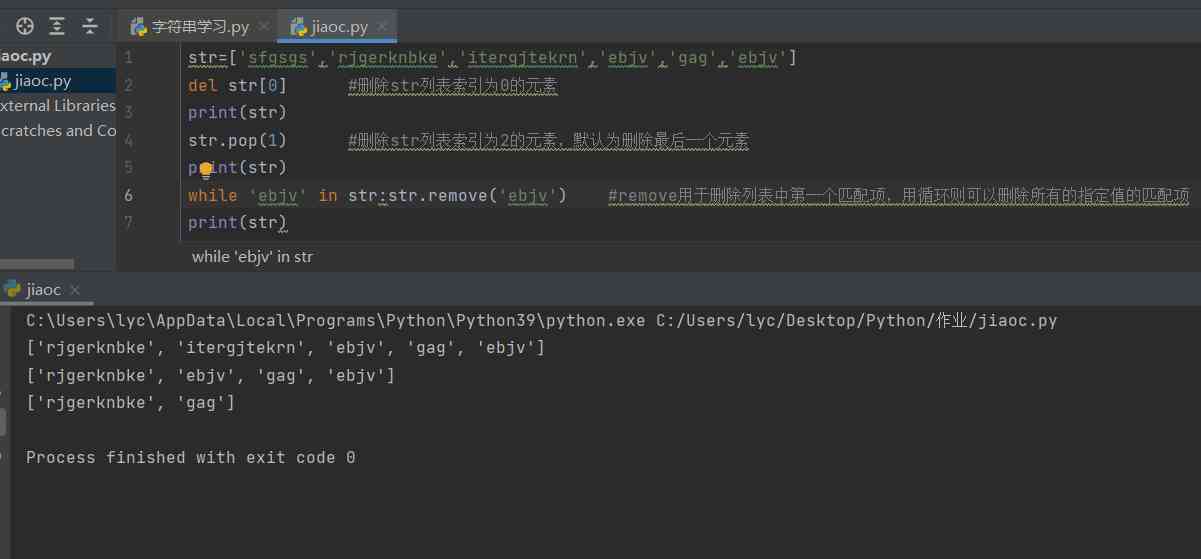 字符串学习.py
jiaoc.py
iaoc.py
jiaoc.py
xternal Libraries
cratches and Co
1 str=['sfgsgs','rjgerknbke','itergjtekrn','ebjv','gag','ebjv']
2 del str[0] #删除str列表索引为0的元素
3 print(str)
4 str.pop(1) #删除str列表索引为2的元素，默认为删除最后一个元素
5 print(str)
6 while 'ebjv' in str:str.remove('ebjv') #remove用于删除列表中第一个匹配项，用循环则可以删除所有的指定值的匹配项
7 print(str)
while 'ebjv' in str
jiaoc
C:\Users\lyc\AppData\Local\Programs\Python\Python39\python.exe C:/Users/lyc/Desktop/Python/作业/jiaoc.py
['rjgerknbke', 'itergjtekrn', 'ebjv', 'gag', 'ebjv']
['rjgerknbke', 'ebjv', 'gag', 'ebjv']
['rjgerknbke', 'gag']
Process finished with exit code 0